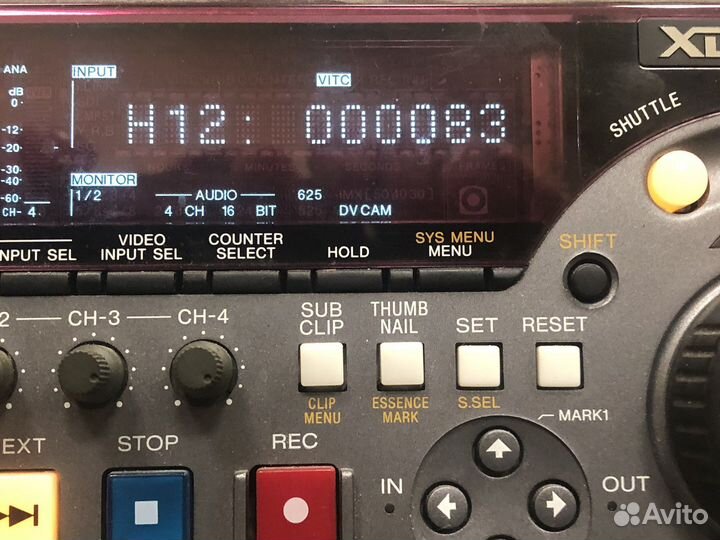 ANA
INPUT
VITC
XD
dB
0
-12-
-20-
-30-
-40-
-60-
CH- 4
H12: 000083
MONITOR
1/2
AUDIO
625
4 CH 16 BIT
DVCAM
SHUTTLE
INPUT SEL
VIDEO
INPUT SEL
COUNTER
SELECT
HOLD
SYS MENU
MENU
SHIFT
2
CH-3
CH-4
SUB
CLIP
THUMB
NAIL
SET
RESET
CLIP
MENU
ESSENCE
MARK
S.SEL
MARK1
EXT
STOP
REC
IN
OUT
Avito